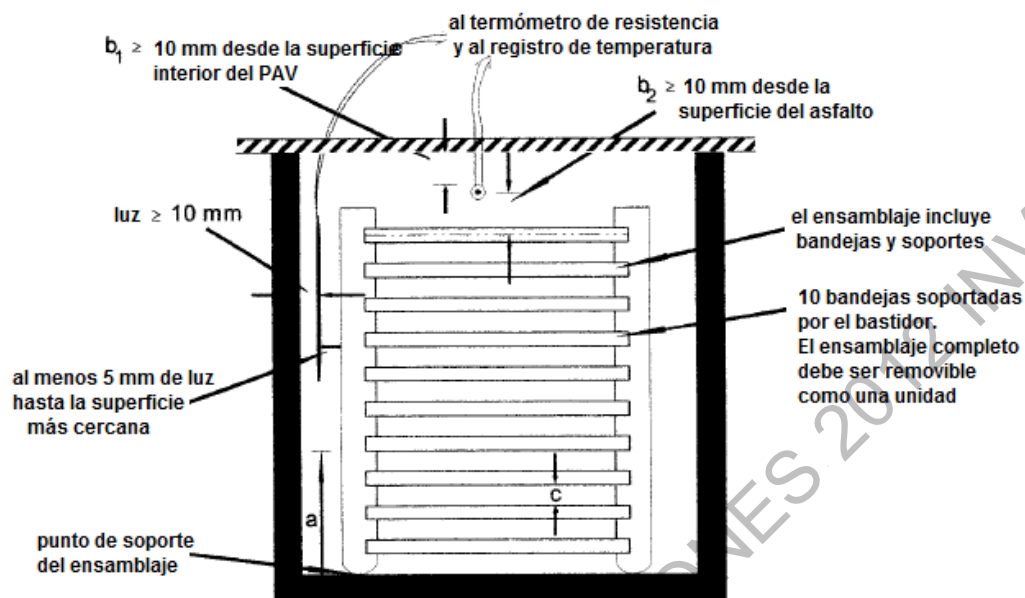 al termómetro de resistencia
y al registro de temperatura
b₁ ≥ 10 mm desde la superficie
interior del PAV
b₂ ≥ 10 mm desde la
superficie del asfalto
luz ≥ 10 mm
el ensamblaje incluye
bandejas y soportes
10 bandejas soportadas
por el bastidor.
El ensamblaje completo
debe ser removible
como una unidad
al menos 5 mm de luz
hasta la superficie
más cercana
a
c
punto de soporte
del ensamblaje
ONES 2012 INV